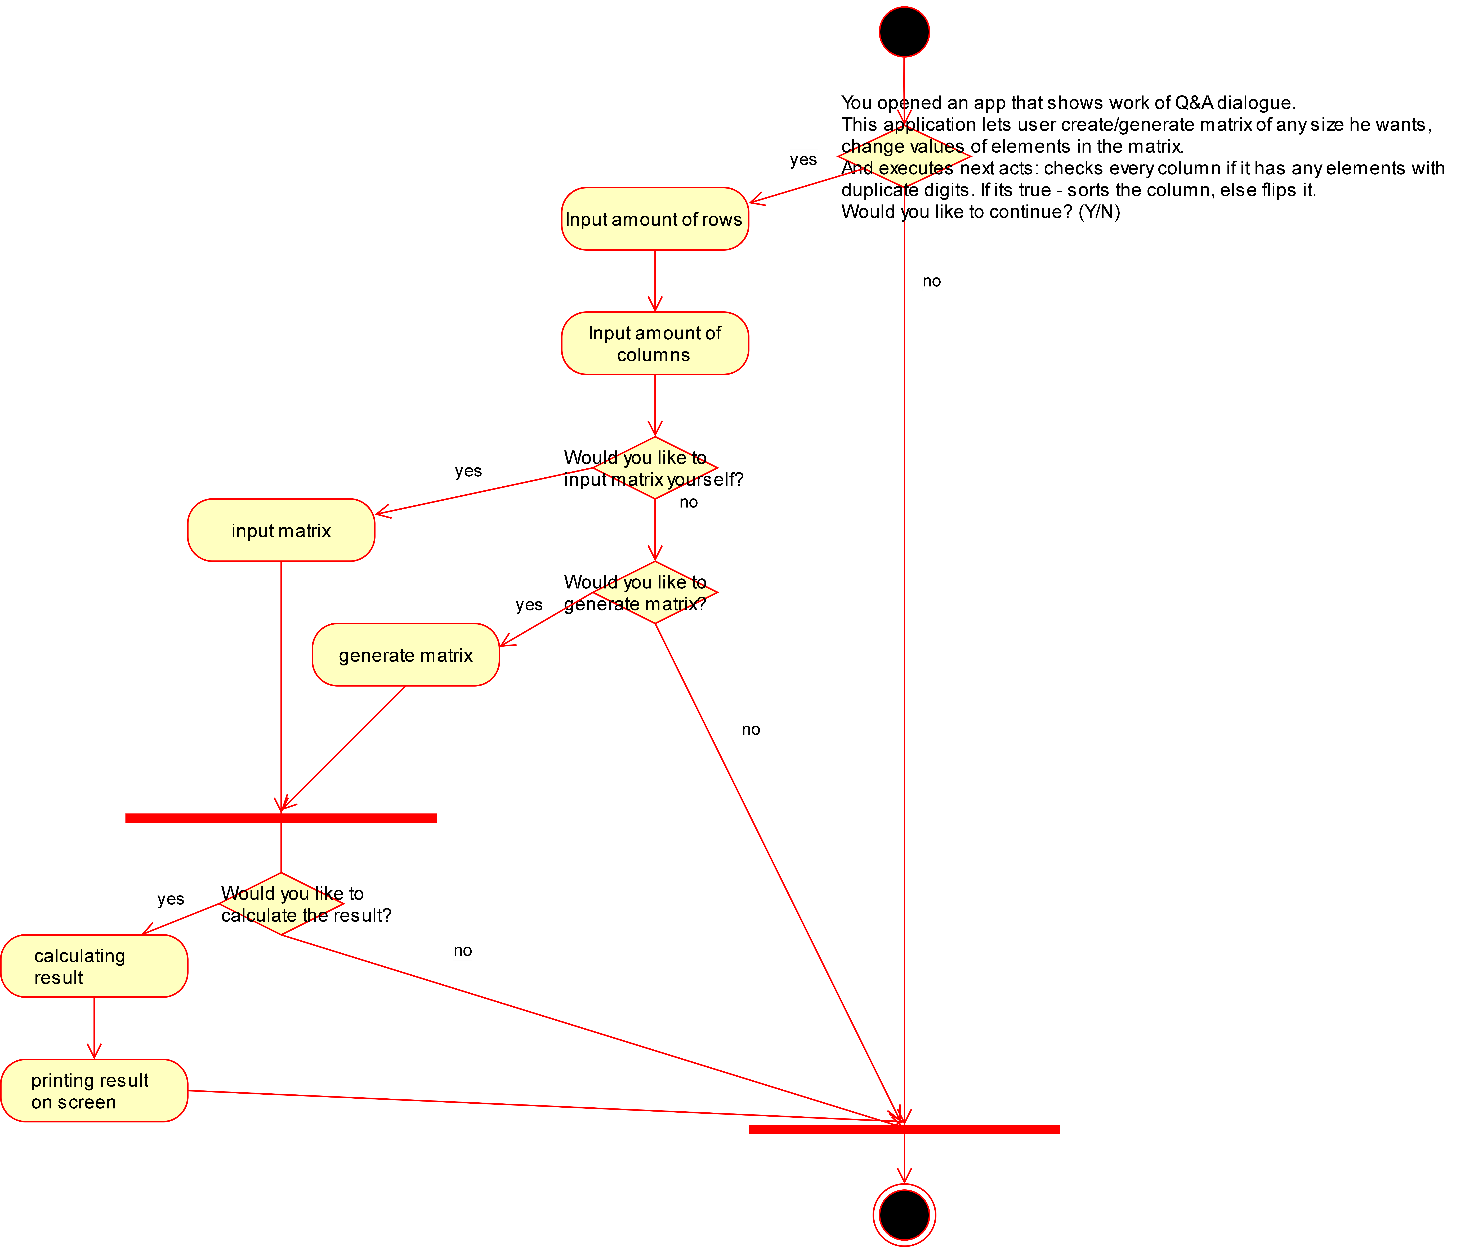 You opened an app that shows work of Q&A dialogue.
This application lets user create/generate matrix of any size he wants,
change values of elements in the matrix.
And executes next acts: checks every column if it has any elements with
duplicate digits. If its true - sorts the column, else flips it.
Would you like to continue? (Y/N)
yes
Input amount of rows
no
Input amount of
columns
Would you like to
input matrix yourself?
yes
no
input matrix
Would you like to
generate matrix?
yes
generate matrix
no
Would you like to
calculate the result?
yes
no
calculating
result
printing result
on screen